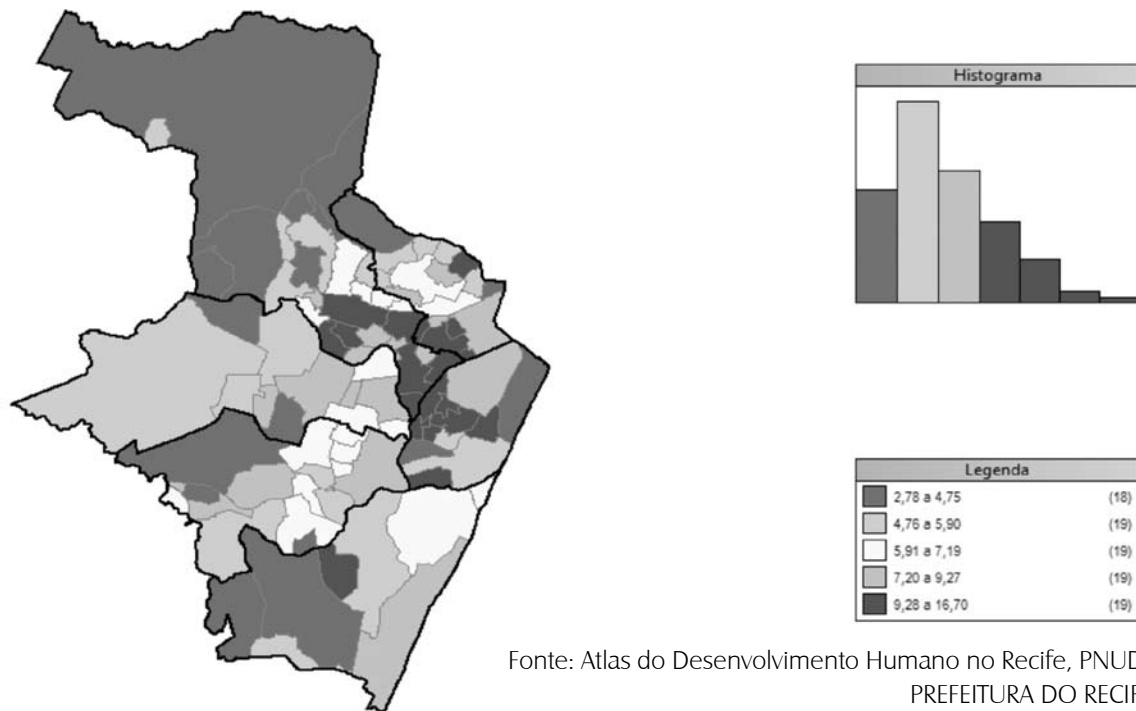 Histograma
Legenda
2,78 a 4,75 (18)
4,76 a 5,90 (19)
5,91 a 7,19 (19)
7,20 a 9,27 (19)
9,28 a 16,70 (19)
Fonte: Atlas do Desenvolvimento Humano no Recife, PNUD
PREFEITURA DO RECIF